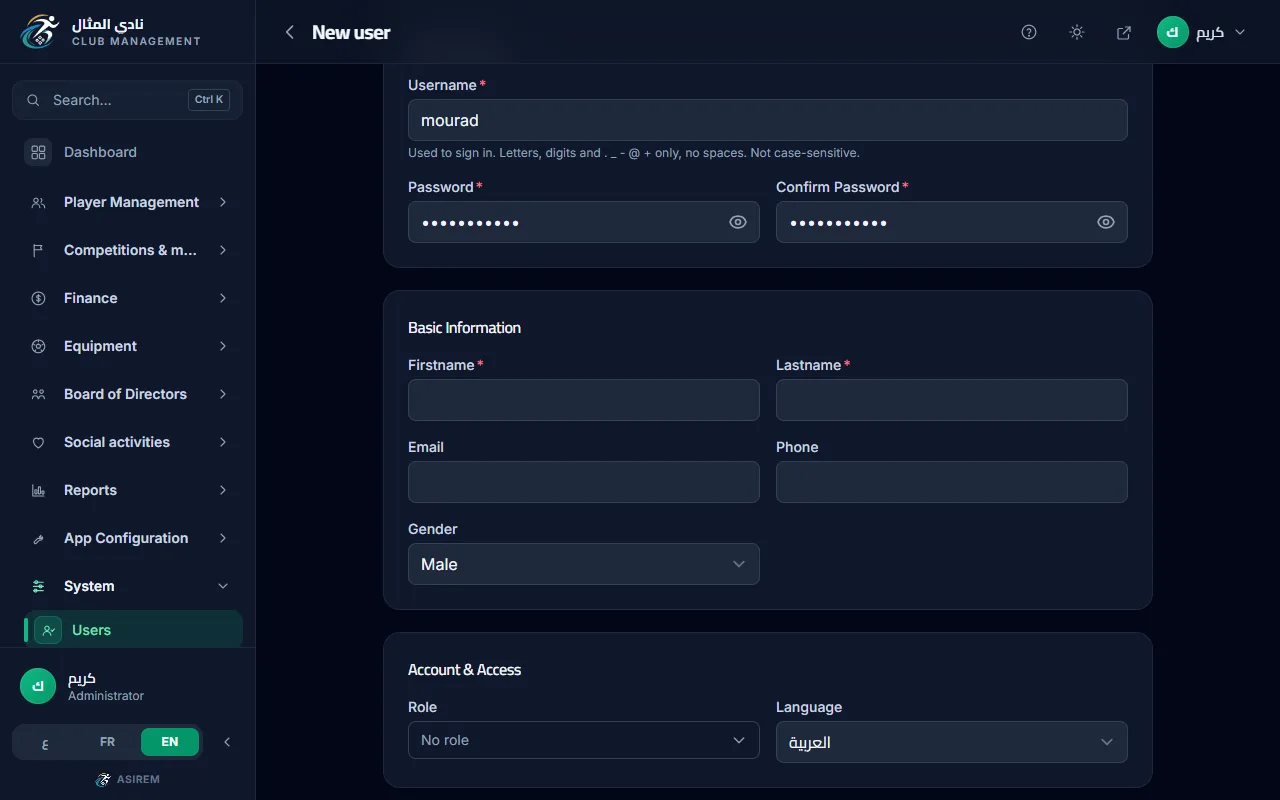 نادي المثال
CLUB MANAGEMENT
New user
ك
كريم
Search...
Ctrl K
Dashboard
Player Management
Competitions & m...
Finance
Equipment
Board of Directors
Social activities
Reports
App Configuration
System
Users
ك
كريم
Administrator
ع
FR
EN
ASIREM
Username *
mourad
Used to sign in. Letters, digits and . _ - @ + only, no spaces. Not case-sensitive.
Password * Confirm Password *
••••••••••• •••••••••••
Basic Information
Firstname * Lastname *
Email Phone
Gender
Male
Account & Access
Role Language
No role العربية